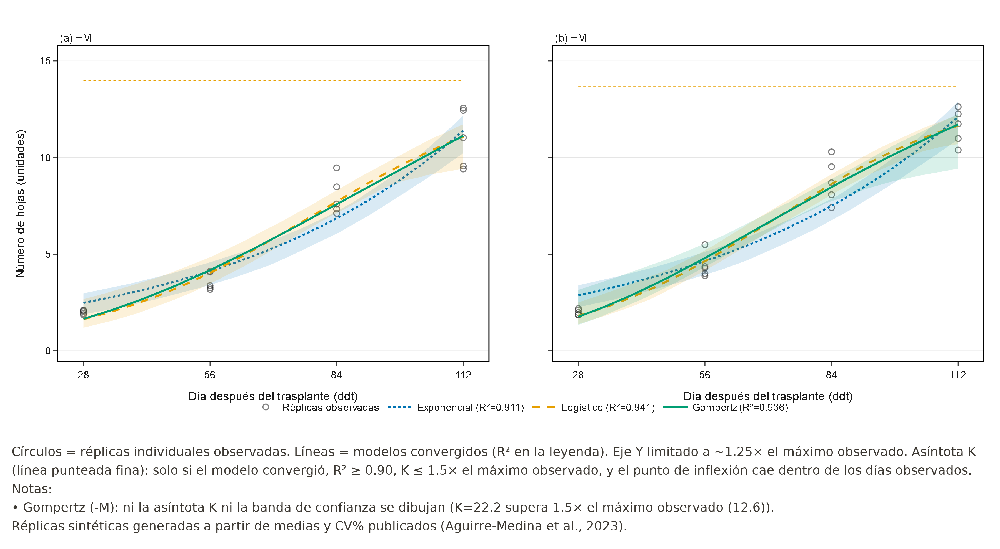 (a) −M
(b) +M
Número de hojas (unidades)
15
10
5
0
28 56 84 112
28 56 84 112
Día después del trasplante (ddt)
Día después del trasplante (ddt)
Réplicas observadas Exponencial (R²=0.911) Logístico (R²=0.941) Gompertz (R²=0.936)
Círculos = réplicas individuales observadas. Líneas = modelos convergidos (R² en la leyenda). Eje Y limitado a ~1.25× el máximo observado. Asíntota K
(línea punteada fina): solo si el modelo convergió, R² ≥ 0.90, K ≤ 1.5× el máximo observado, y el punto de inflexión cae dentro de los días observados.
Notas:
• Gompertz (-M): ni la asíntota K ni la banda de confianza se dibujan (K=22.2 supera 1.5× el máximo observado (12.6)).
Réplicas sintéticas generadas a partir de medias y CV% publicados (Aguirre-Medina et al., 2023).